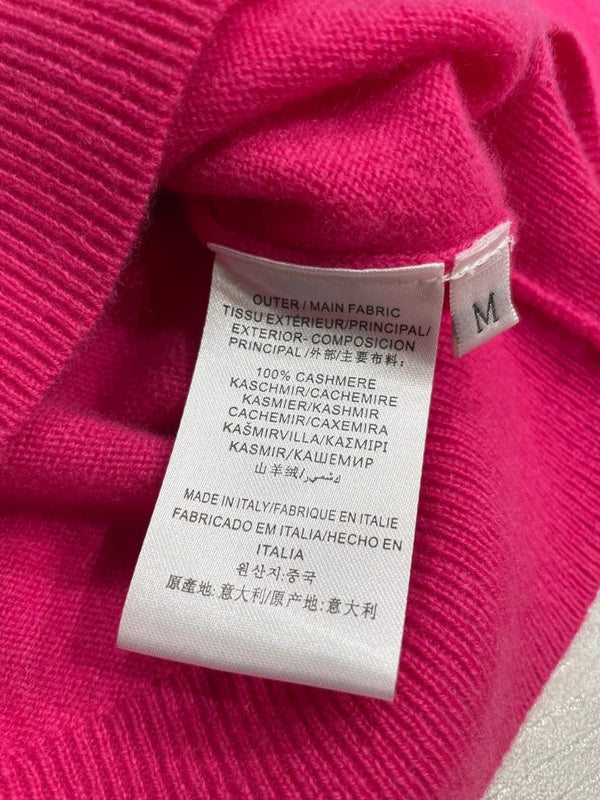 OUTER/MAIN FABRIC
TISSU EXTÉRIEUR/PRINCIPAL/
EXTERIOR- COMPOSICION
PRINCIPAL/外部/主要布料;
100% CASHMERE
KASCHMIR/CACHEMIRE
KASMIER/KASHMIR
CACHEMIR/CAXEMIRA
KAŠMIRVILLA/ΚΑΣΜΙΡΙ
KASMIR/КАШЕМИР
山羊绒/كشمير
MADE IN ITALY/FABRIQUE EN ITALIE
FABRICADO EM ITALIA/HECHO EN
ITALIA
원산지:중국
原產地:意大利/原产地:意大利
M